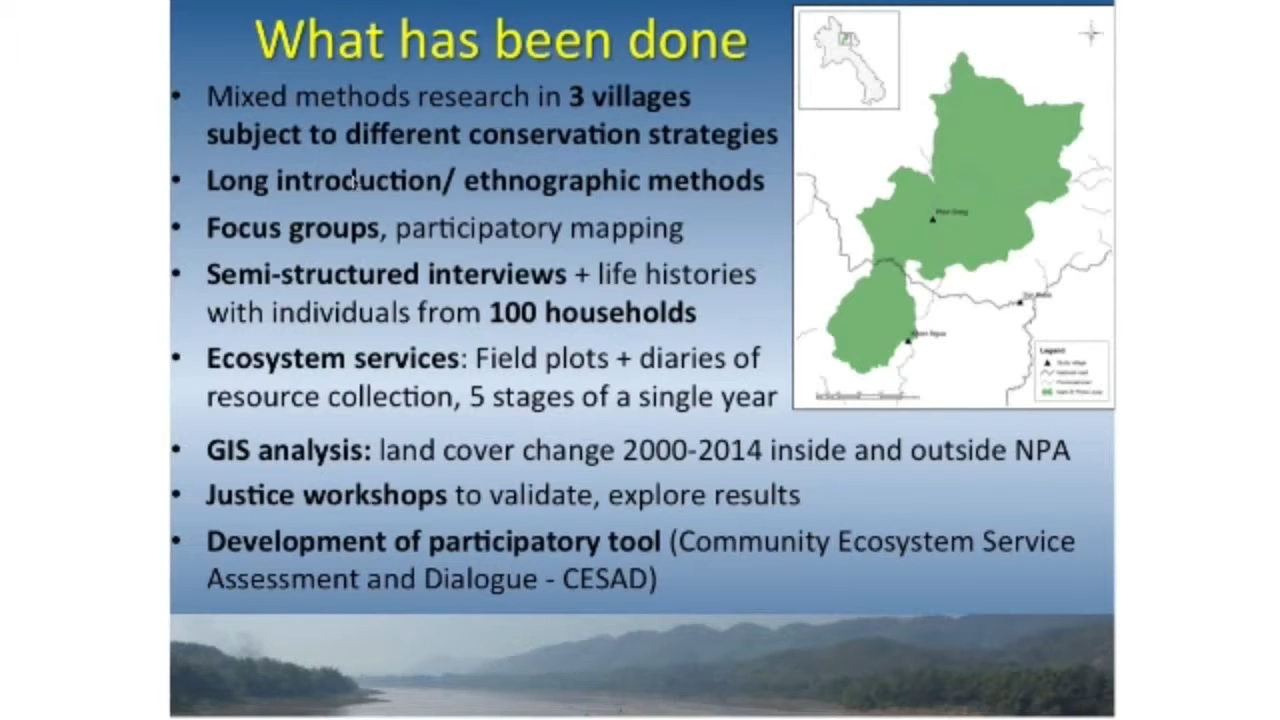 What has been done
• Mixed methods research in 3 villages
subject to different conservation strategies
• Long introduction/ ethnographic methods
• Focus groups, participatory mapping
• Semi-structured interviews + life histories
with individuals from 100 households
• Ecosystem services: Field plots + diaries of
resource collection, 5 stages of a single year
• GIS analysis: land cover change 2000-2014 inside and outside NPA
• Justice workshops to validate, explore results
• Development of participatory tool (Community Ecosystem Service
Assessment and Dialogue - CESAD)
Legend